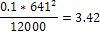 0.1 * 641² / 12000 = 3.42